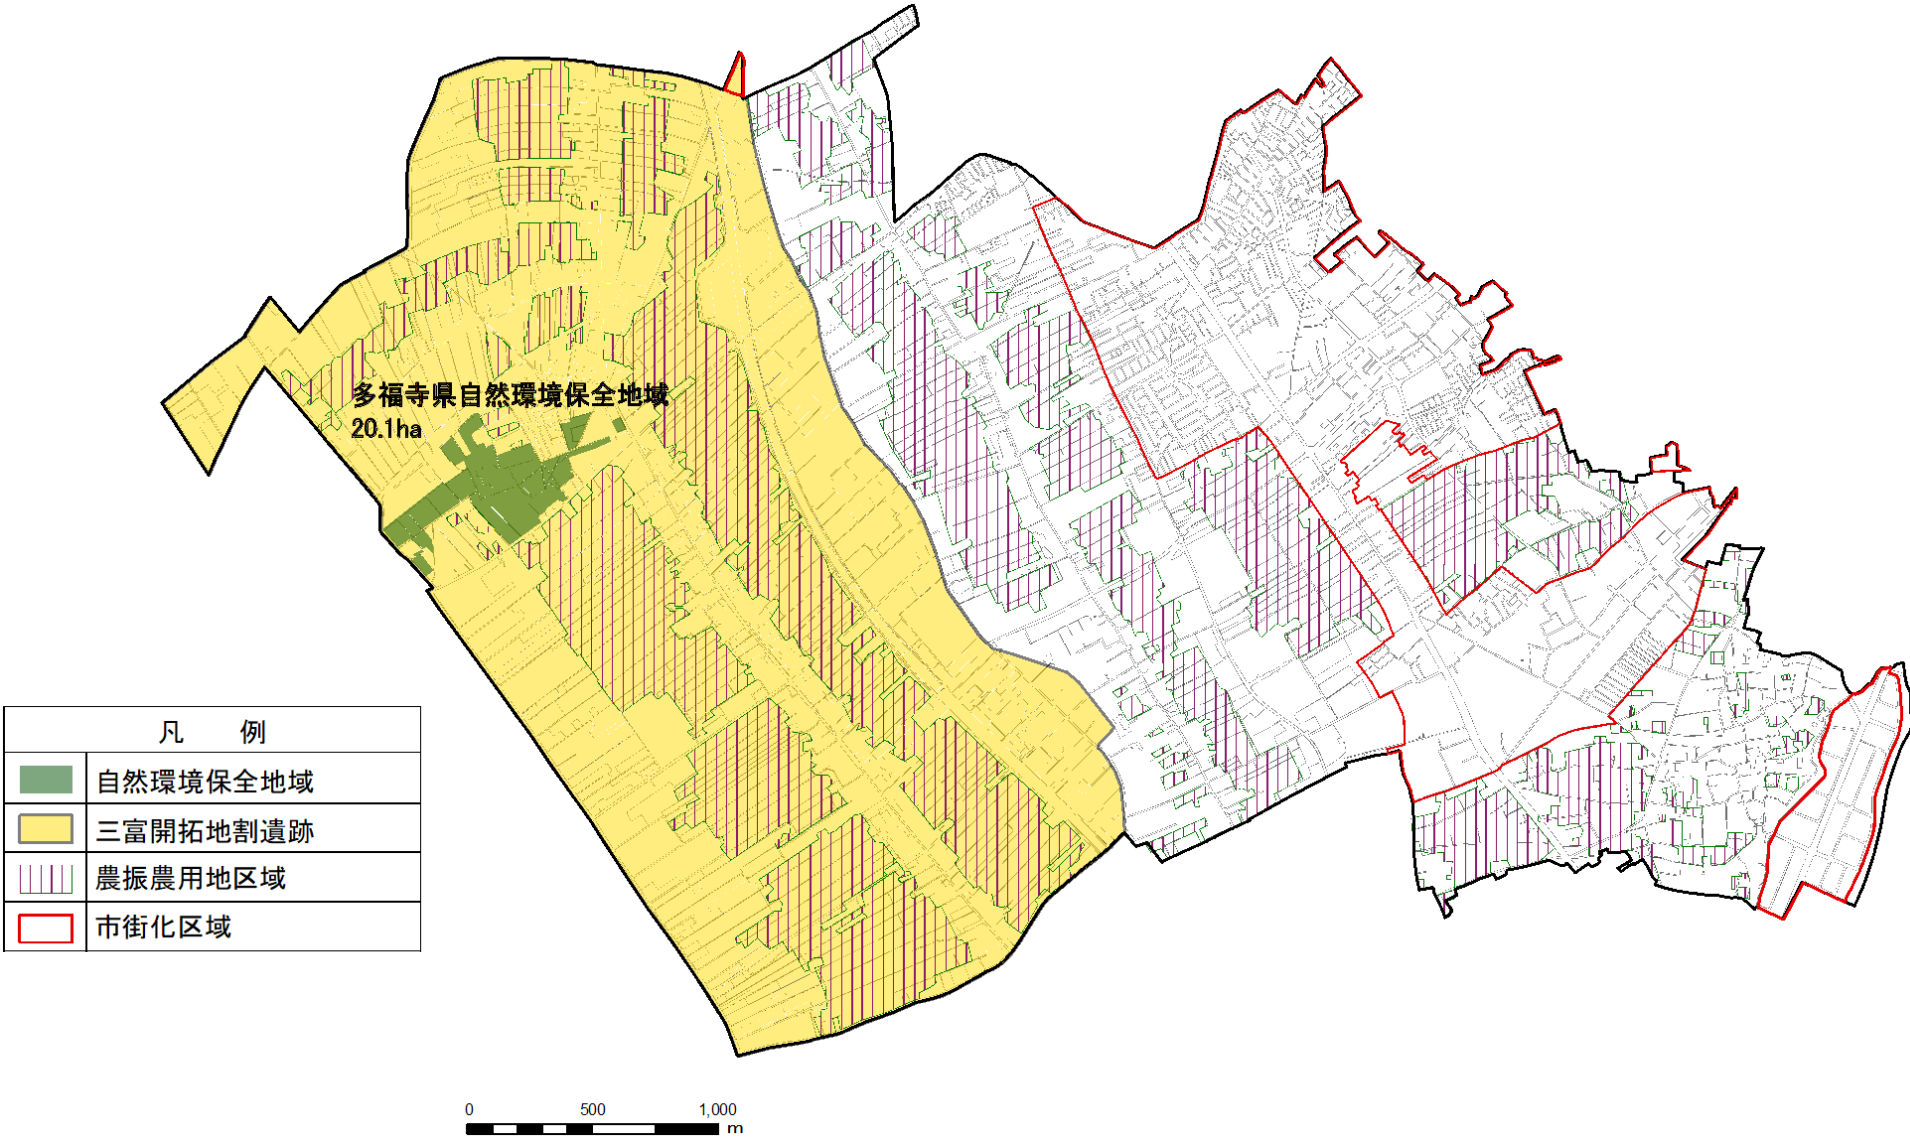 多福寺県自然環境保全地域
20.1ha
凡 例
自然環境保全地域
三富開拓地割遺跡
農振農用地区域
市街化区域
0 500 1,000
m